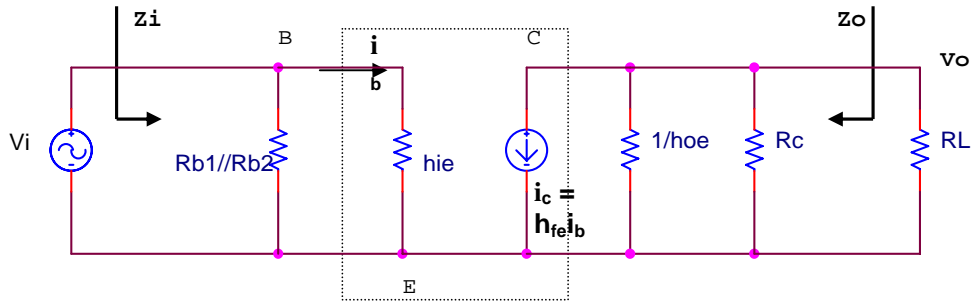 Zi
B
i
b
C
Zo
Vo
Vi
Rb1//Rb2
hie
1/hoe
Rc
RL
ic =
hfeib
E